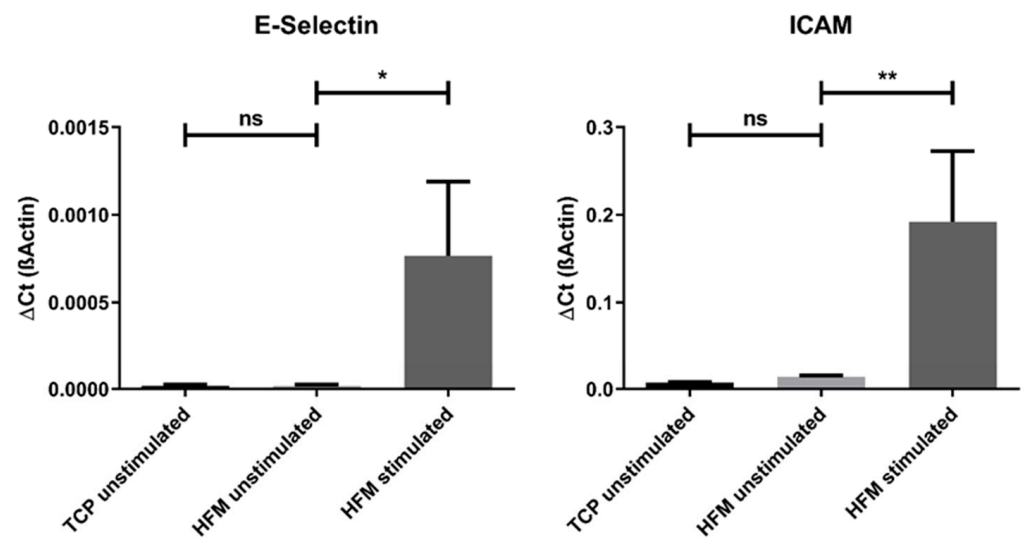 E-Selectin
*
ns
0.0015
0.0010
0.0005
0.0000
ΔCt (ßActin)
TCP unstimulated
HFM unstimulated
HFM stimulated
ICAM
**
ns
0.3
0.2
0.1
0.0
ΔCt (ßActin)
TCP unstimulated
HFM unstimulated
HFM stimulated